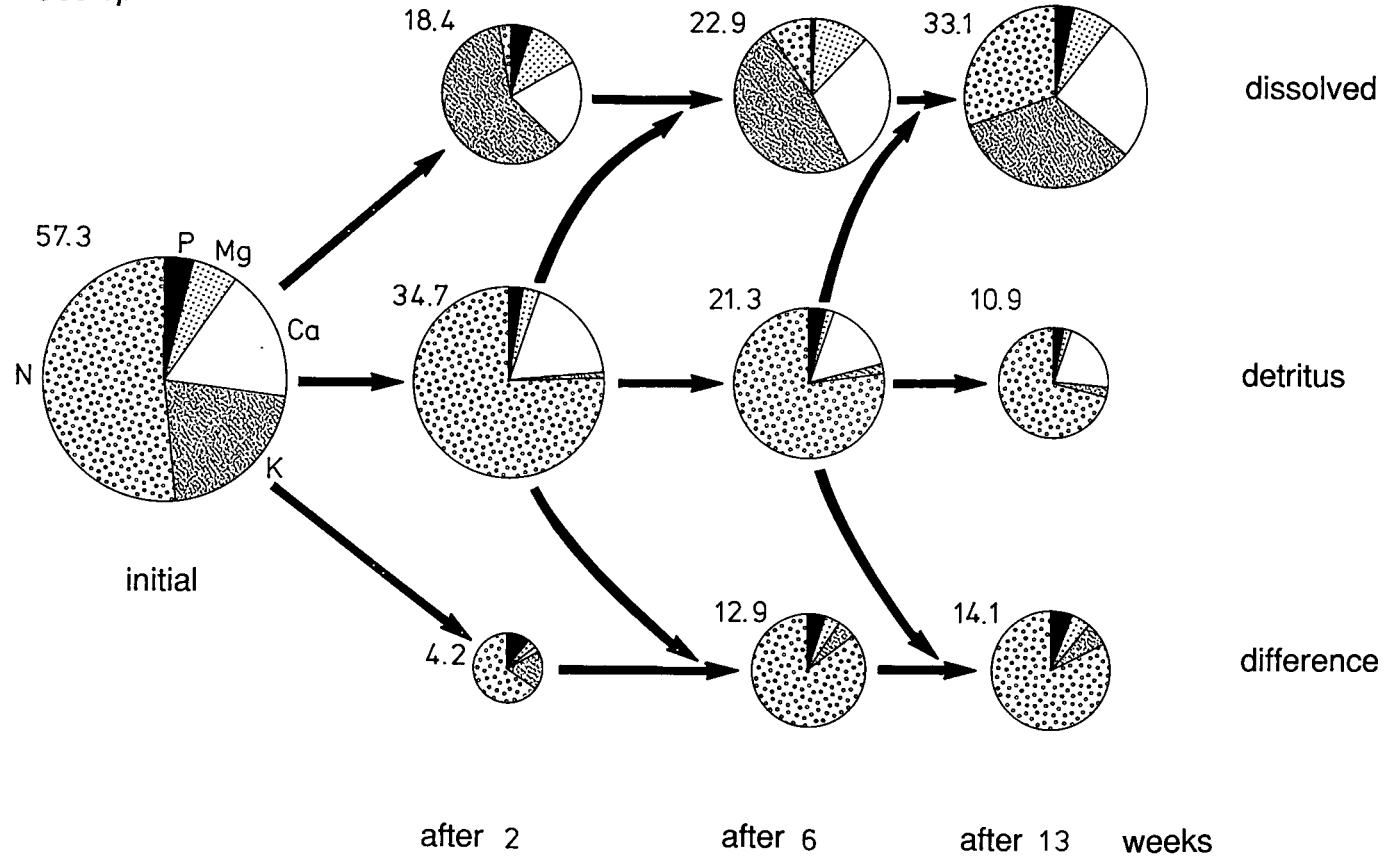 18.4
22.9
33.1
dissolved
57.3
P
Mg
Ca
N
K
34.7
21.3
10.9
detritus
initial
4.2
12.9
14.1
difference
after 2
after 6
after 13 weeks